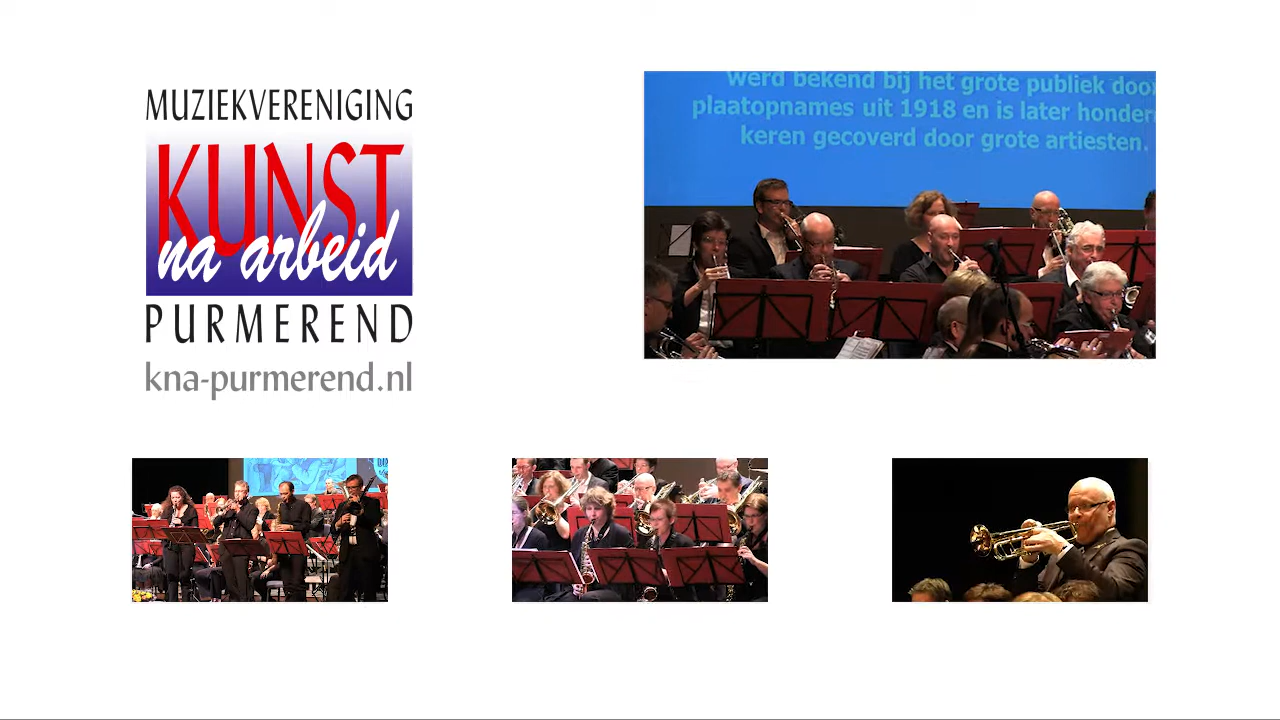 MUZIEKVERENIGING
KUNST
na arbeid
PURMEREND
kna-purmerend.nl
werd bekend bij het grote publiek door
plaatopnames uit 1918 en is later
keren gecoverd door grote artiesten.